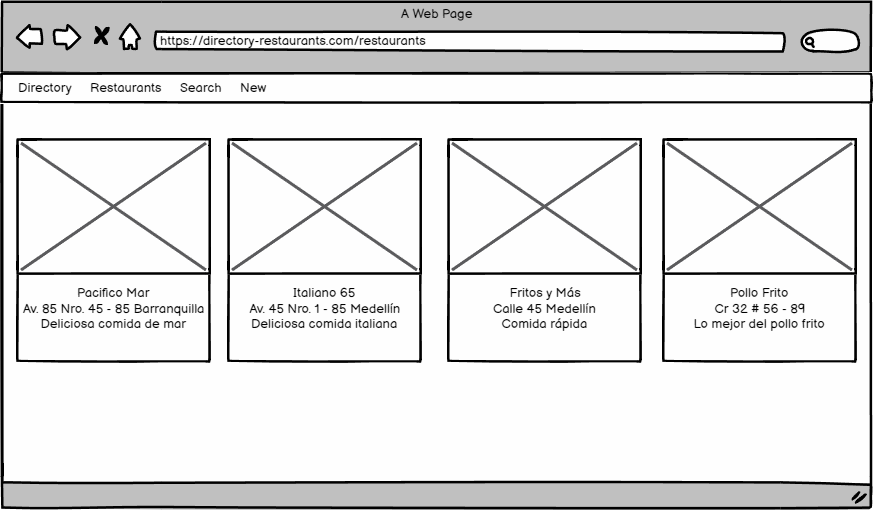 A Web Page
https://directory-restaurants.com/restaurants
Directory Restaurants Search New
Pacifico Mar
Av. 85 Nro. 45 - 85 Barranquilla
Deliciosa comida de mar
Italiano 65
Av. 45 Nro. 1 - 85 Medellín
Deliciosa comida italiana
Fritos y Más
Calle 45 Medellín
Comida rápida
Pollo Frito
Cr 32 # 56 - 89
Lo mejor del pollo frito